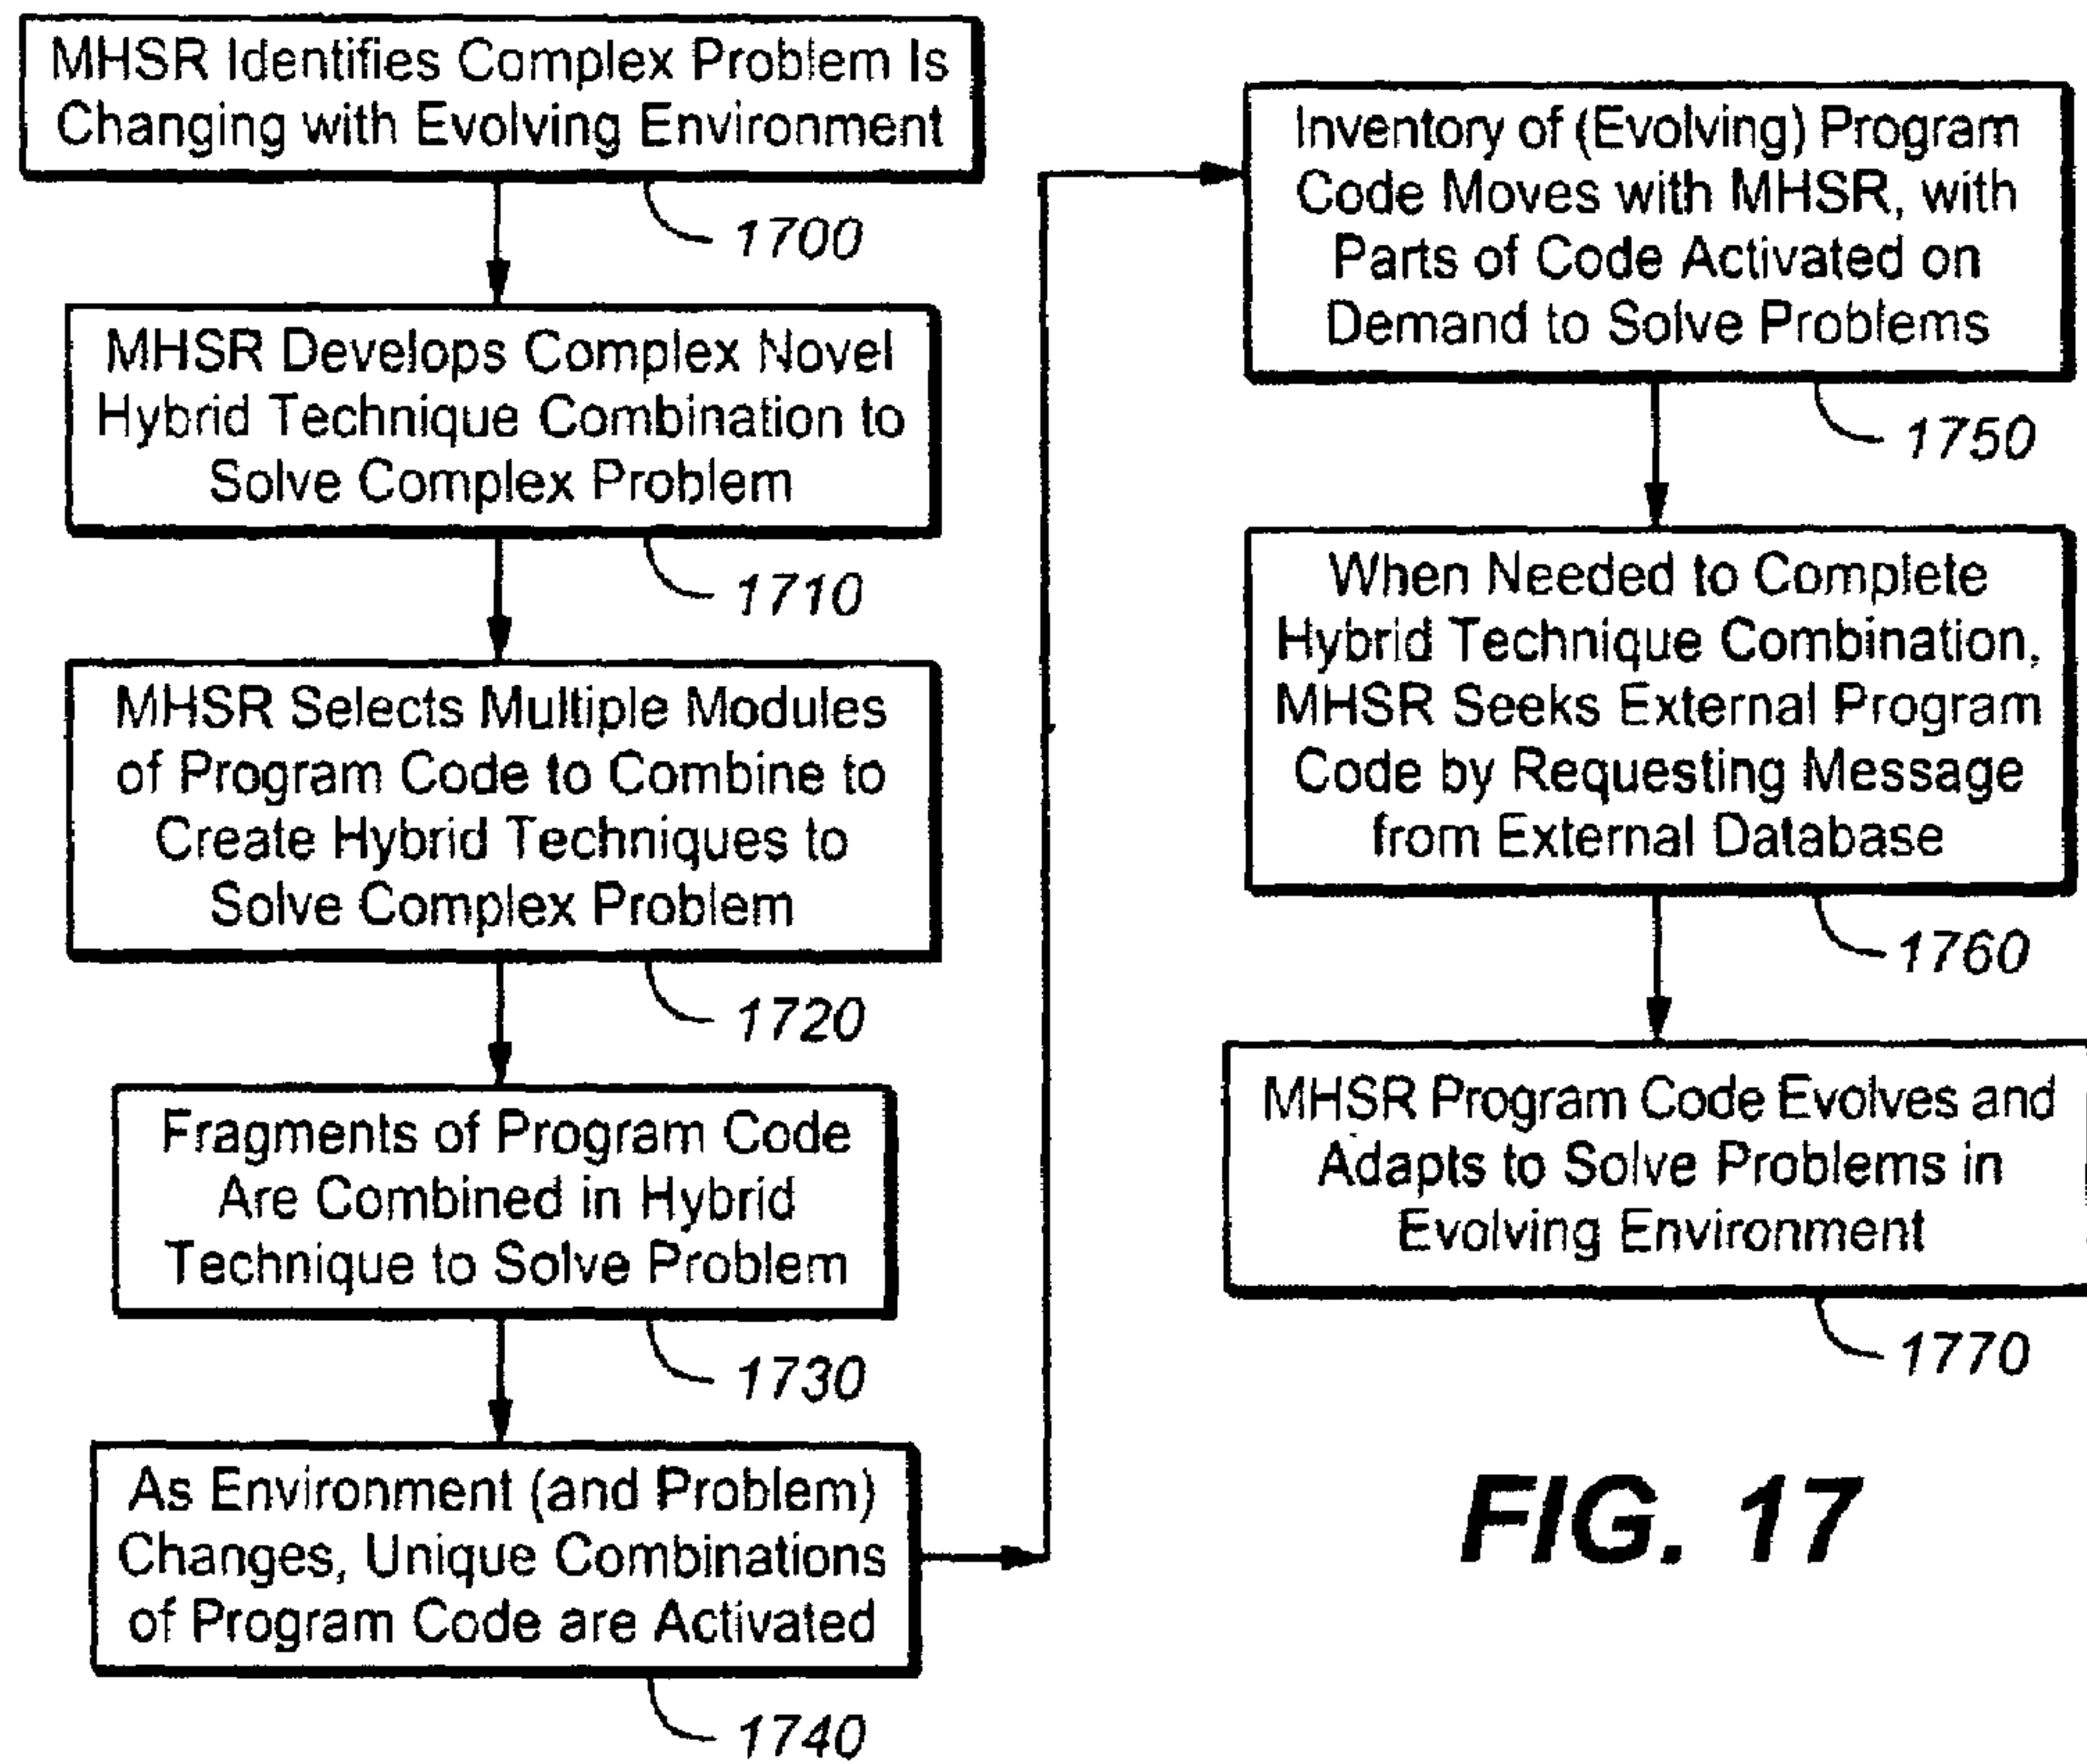 MHSR Identifies Complex Problem Is
Changing with Evolving Environment
1700
MHSR Develops Complex Novel
Hybrid Technique Combination to
Solve Complex Problem
1710
MHSR Selects Multiple Modules
of Program Code to Combine to
Create Hybrid Techniques to
Solve Complex Problem
1720
Fragments of Program Code
Are Combined in Hybrid
Technique to Solve Problem
1730
As Environment (and Problem)
Changes, Unique Combinations
of Program Code are Activated
1740
Inventory of (Evolving) Program
Code Moves with MHSR, with
Parts of Code Activated on
Demand to Solve Problems
1750
When Needed to Complete
Hybrid Technique Combination,
MHSR Seeks External Program
Code by Requesting Message
from External Database
1760
MHSR Program Code Evolves and
Adapts to Solve Problems in
Evolving Environment
1770
FIG. 17